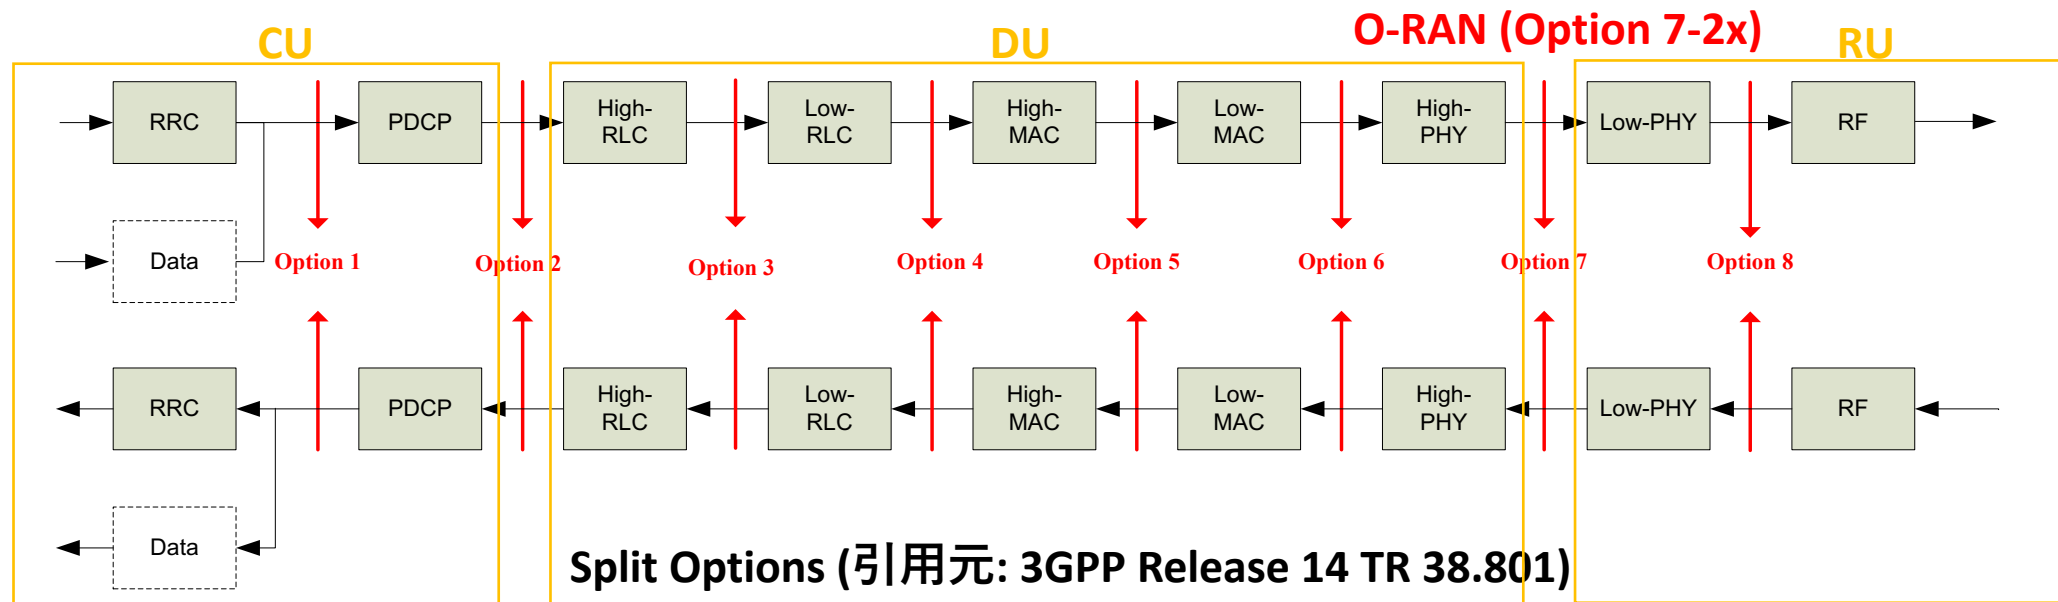 CU
DU
O-RAN (Option 7-2x)
RU
RRC
PDCP
High-
RLC
Low-
RLC
High-
MAC
Low-
MAC
High-
PHY
Low-PHY
RF
Data
Option 1
Option 2
Option 3
Option 4
Option 5
Option 6
Option 7
Option 8
RRC
PDCP
High-
RLC
Low-
RLC
High-
MAC
Low-
MAC
High-
PHY
Low-PHY
RF
Data
Split Options (引用元: 3GPP Release 14 TR 38.801)